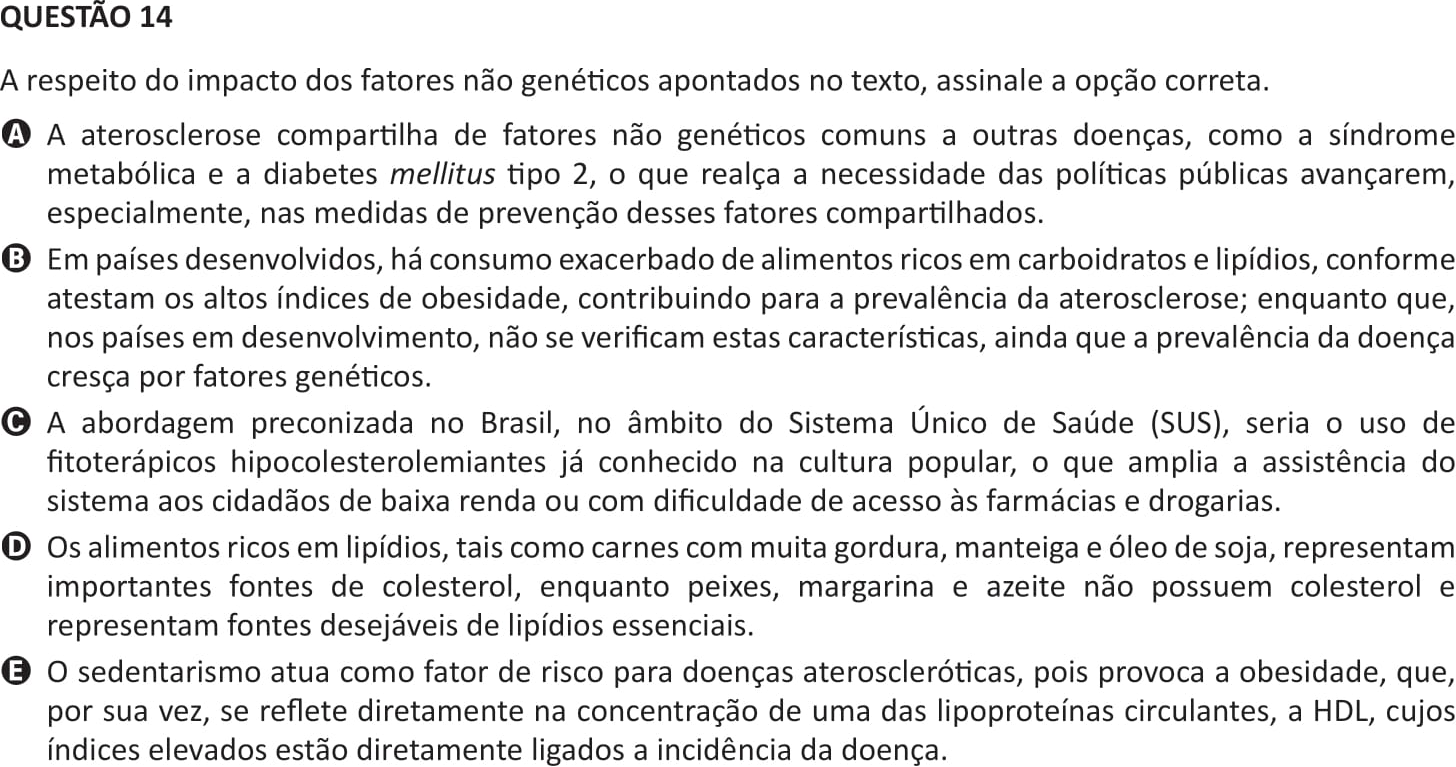 QUESTÃO 14
A respeito do impacto dos fatores não genéticos apontados no texto, assinale a opção correta.
A A aterosclerose compartilha de fatores não genéticos comuns a outras doenças, como a síndrome
metabólica e a diabetes mellitus tipo 2, o que realça a necessidade das políticas públicas avançarem,
especialmente, nas medidas de prevenção desses fatores compartilhados.
B Em países desenvolvidos, há consumo exacerbado de alimentos ricos em carboidratos e lipídios, conforme
atestam os altos índices de obesidade, contribuindo para a prevalência da aterosclerose; enquanto que,
nos países em desenvolvimento, não se verificam estas características, ainda que a prevalência da doença
cresça por fatores genéticos.
C A abordagem preconizada no Brasil, no âmbito do Sistema Único de Saúde (SUS), seria o uso de
fitoterápicos hipocolesterolemiantes já conhecido na cultura popular, o que amplia a assistência do
sistema aos cidadãos de baixa renda ou com dificuldade de acesso às farmácias e drogarias.
D Os alimentos ricos em lipídios, tais como carnes com muita gordura, manteiga e óleo de soja, representam
importantes fontes de colesterol, enquanto peixes, margarina e azeite não possuem colesterol e
representam fontes desejáveis de lipídios essenciais.
E O sedentarismo atua como fator de risco para doenças ateroscleróticas, pois provoca a obesidade, que,
por sua vez, se reflete diretamente na concentração de uma das lipoproteínas circulantes, a HDL, cujos
índices elevados estão diretamente ligados a incidência da doença.